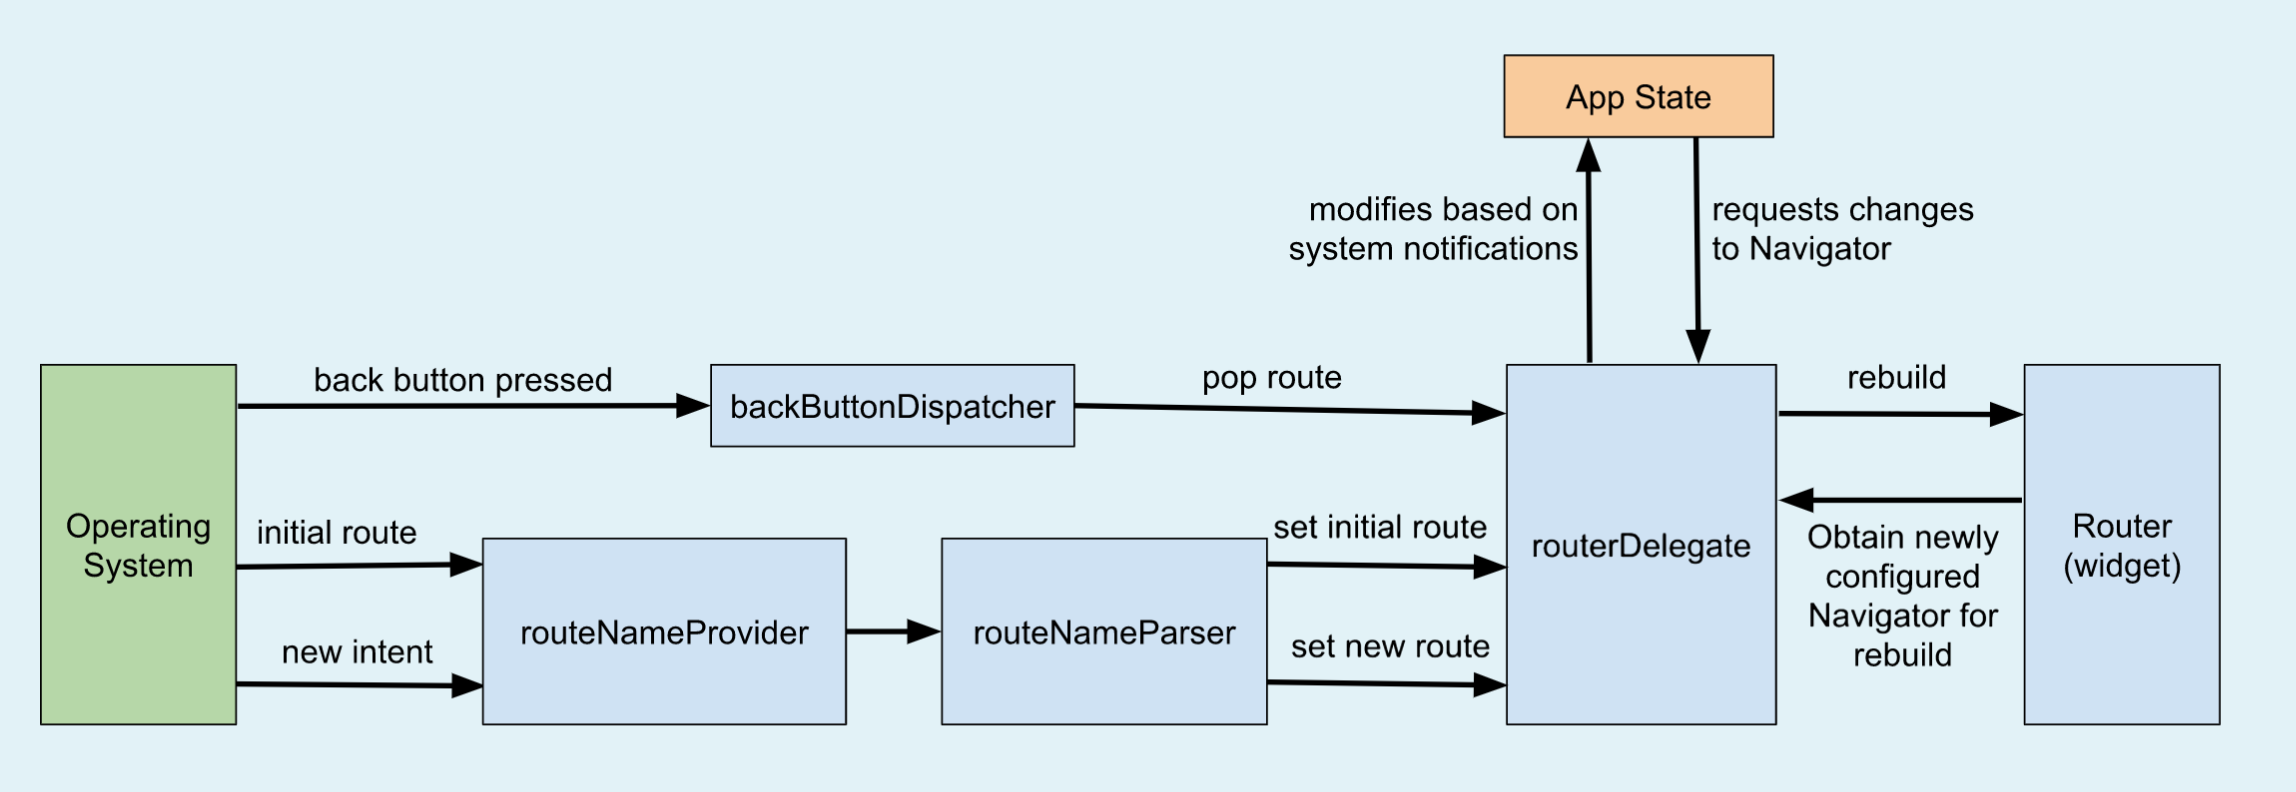 App State
modifies based on
system notifications
requests changes
to Navigator
back button pressed
backButtonDispatcher
pop route
rebuild
Operating
System
initial route
new intent
routeNameProvider
routeNameParser
set initial route
set new route
routerDelegate
Obtain newly
configured
Navigator for
rebuild
Router
(widget)